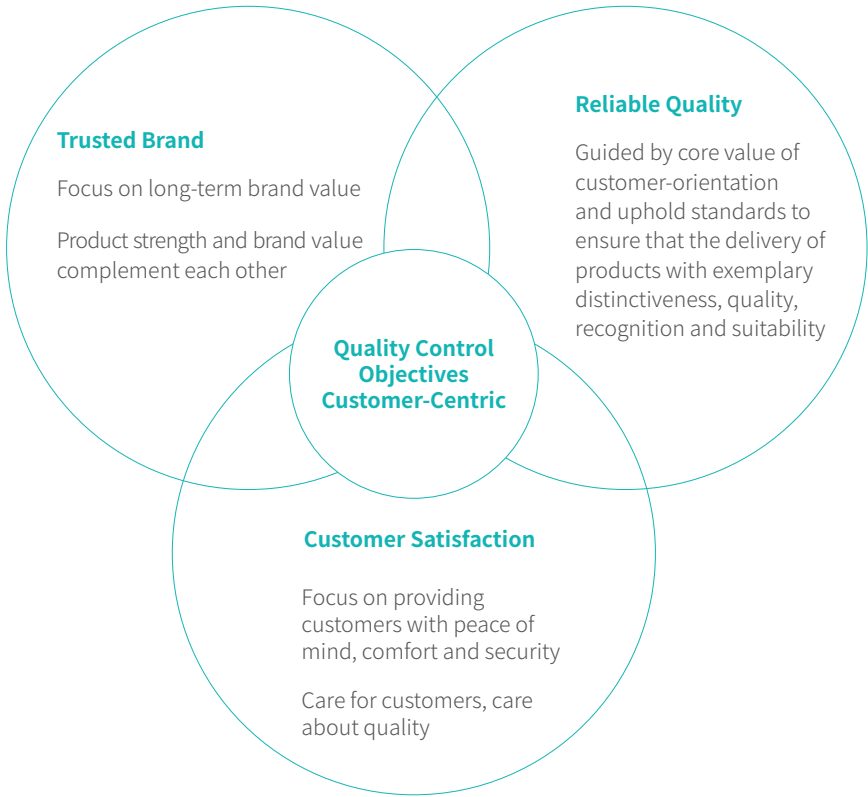 Trusted Brand
Focus on long-term brand value
Product strength and brand value
complement each other
Reliable Quality
Guided by core value of
customer-orientation
and uphold standards to
ensure that the delivery of
products with exemplary
distinctiveness, quality,
recognition and suitability
Quality Control
Objectives
Customer-Centric
Customer Satisfaction
Focus on providing
customers with peace of
mind, comfort and security
Care for customers, care
about quality